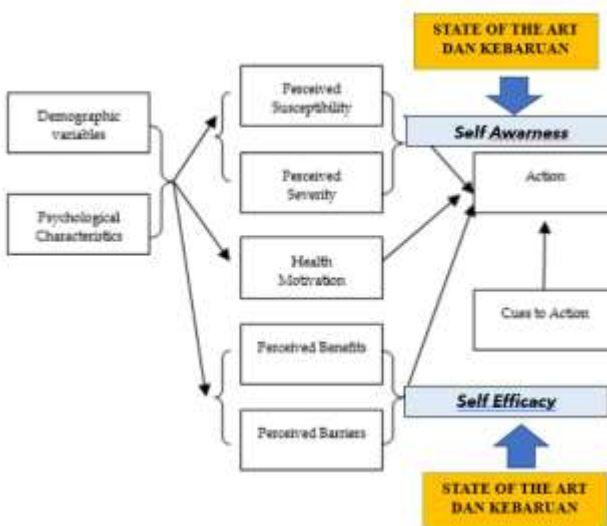 STATE OF THE ART
DAN KEBARUAN
Perceived
Susceptibility
Demographic
variables
Self Awarness
Perceived
Severity
Action
Psychological
Characteristics
Health
Motivation
Cues to Action
Perceived Benefits
Self Efficacy
Perceived Barriers
STATE OF THE ART
DAN KEBARUAN